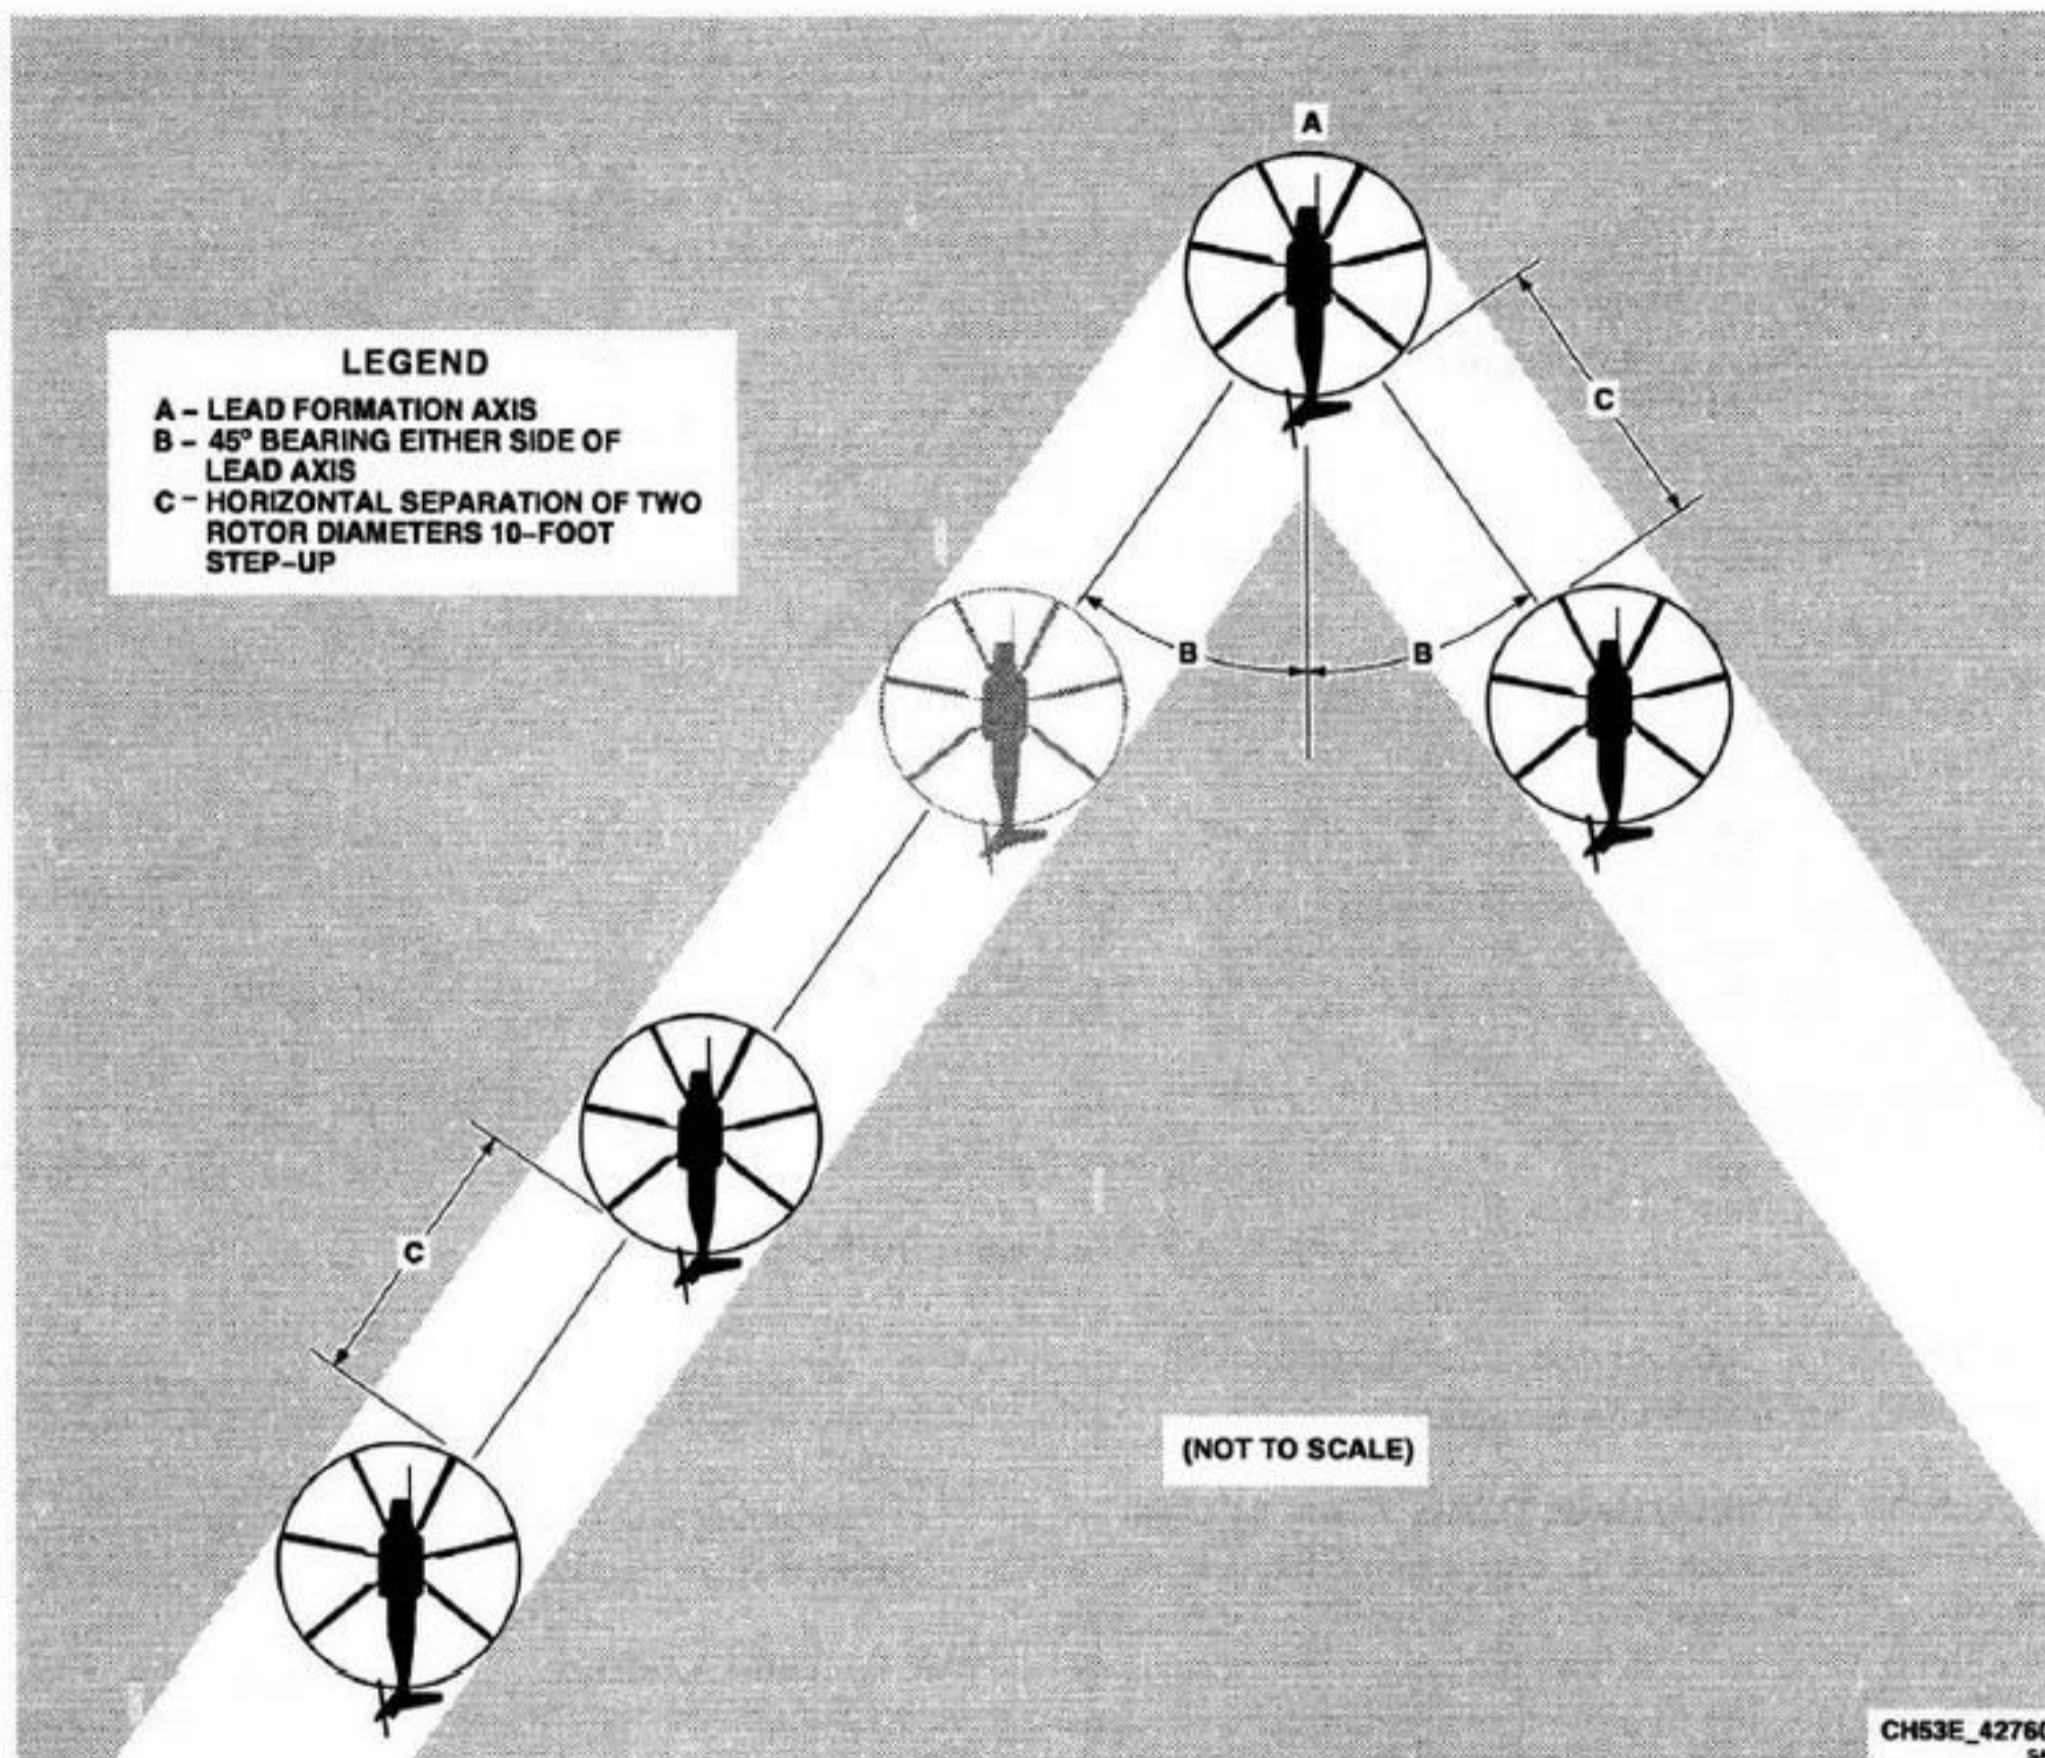 A
LEGEND
A – LEAD FORMATION AXIS
B – 45° BEARING EITHER SIDE OF
LEAD AXIS
C – HORIZONTAL SEPARATION OF TWO
ROTOR DIAMETERS 10–FOOT
STEP–UP
C
B
B
C
(NOT TO SCALE)